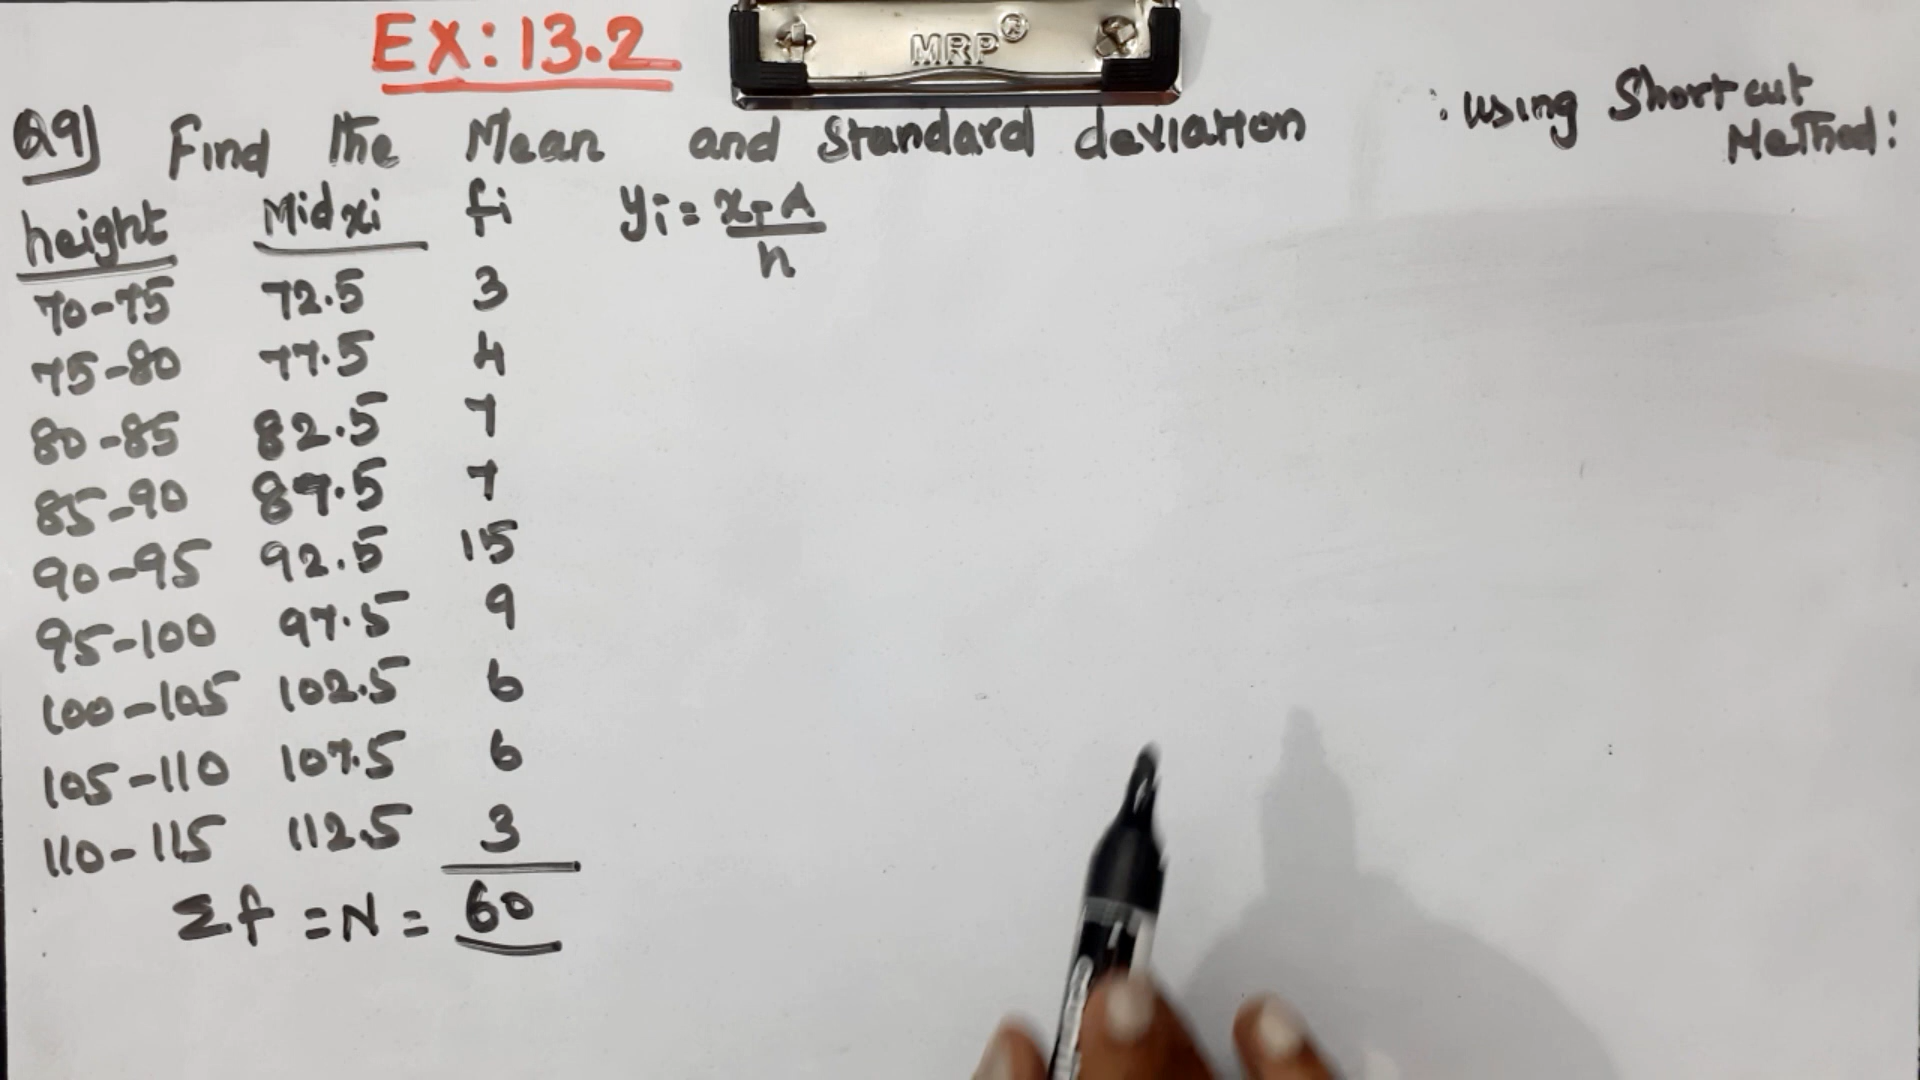 EX: 13.2
MRP®
Q9] Find the Mean and Standard deviation : using Shortcut Method:
height Mid xi fi yi = xi-A/h
70-75 72.5 3
75-80 77.5 4
80-85 82.5 7
85-90 87.5 7
90-95 92.5 15
95-100 97.5 9
100-105 102.5 6
105-110 107.5 6
110-115 112.5 3
Σf = N = 60